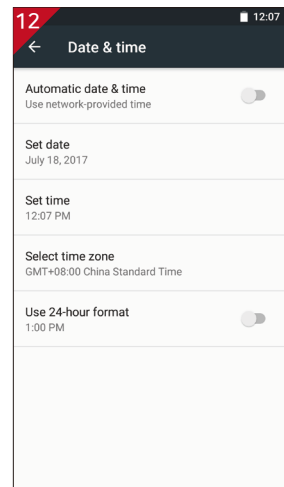 12
12:07
Date & time
Automatic date & time
Use network-provided time
Set date
July 18, 2017
Set time
12:07 PM
Select time zone
GMT+08:00 China Standard Time
Use 24-hour format
1:00 PM